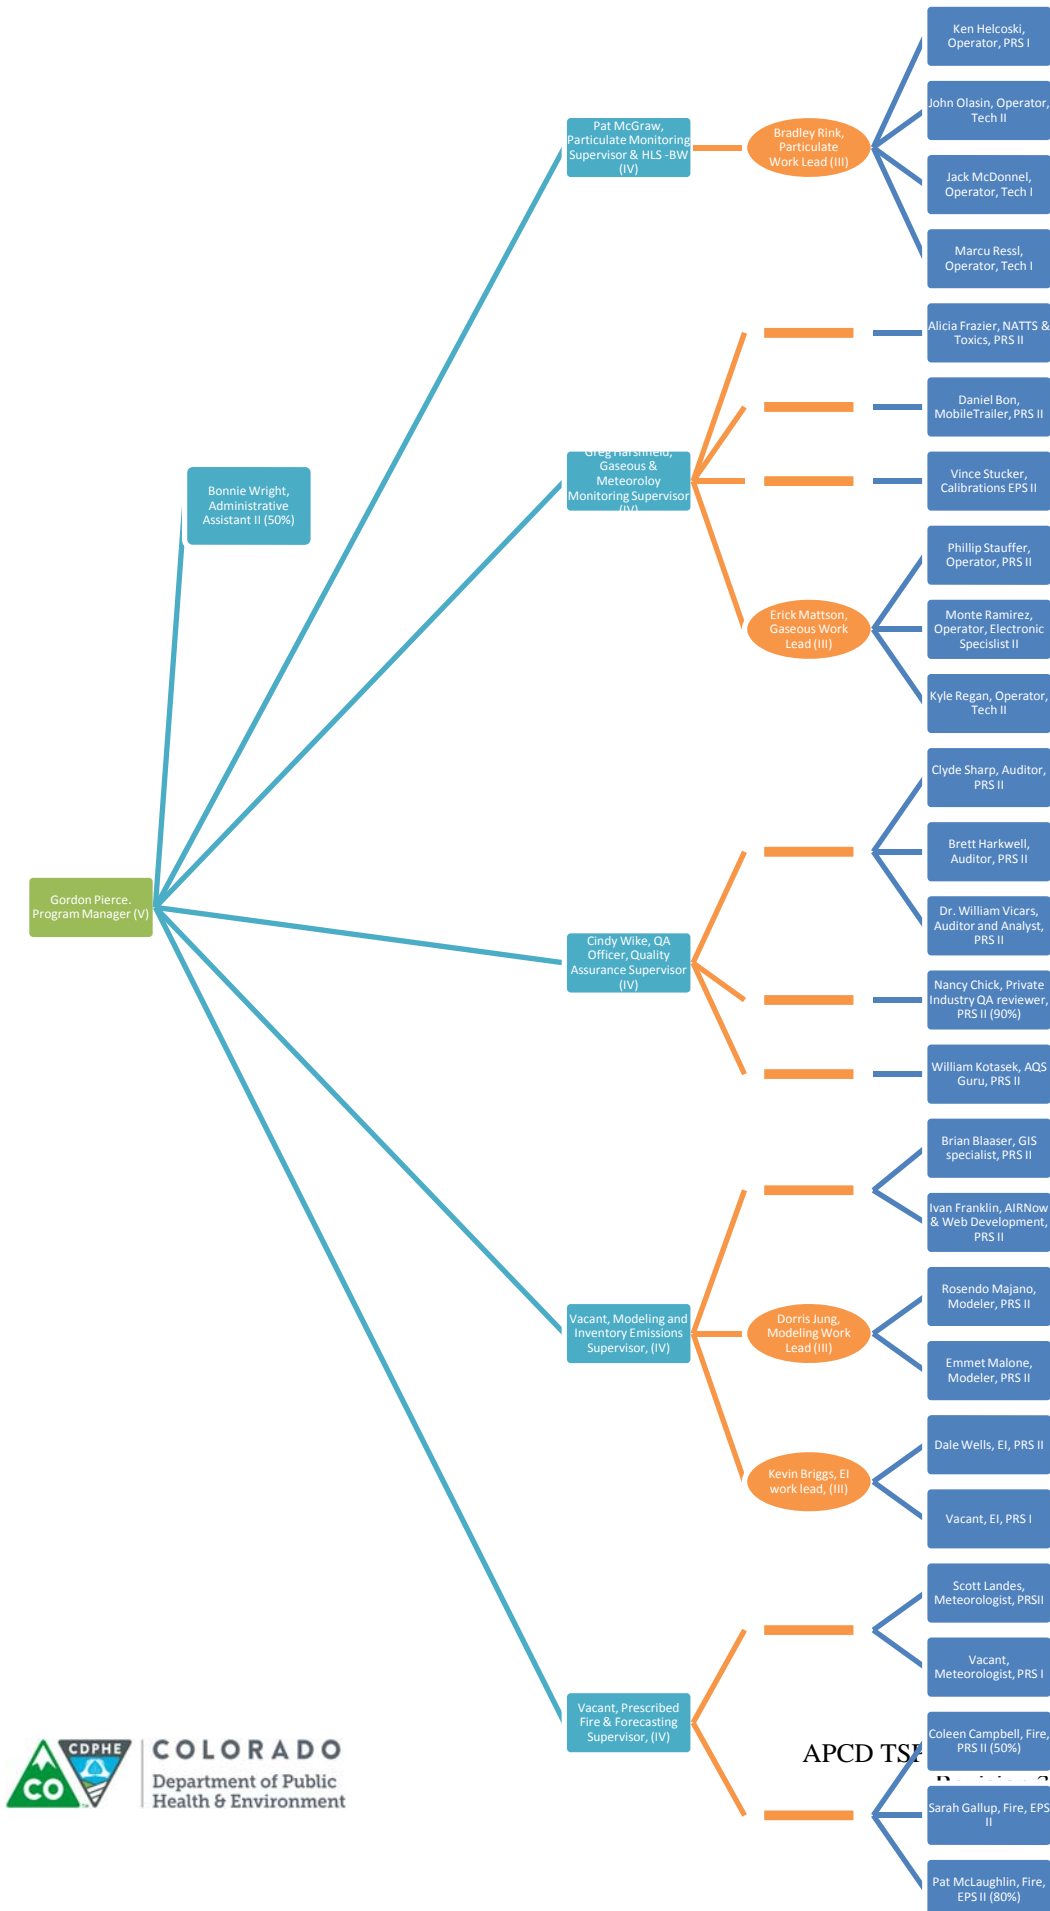 Ken Helcoski,
Operator, PRS I
John Olasin, Operator,
Tech II
Jack McDonnel,
Operator, Tech I
Marcu Ressl,
Operator, Tech I
Pat McGraw,
Particulate Monitoring
Supervisor & HLS -BW
(IV)
Bradley Rink,
Particulate
Work Lead (III)
Alicia Frazier, NATTS &
Toxics, PRS II
Daniel Bon,
MobileTrailer, PRS II
Vince Stucker,
Calibrations EPS II
Greg Harshfield,
Gaseous &
Meteoroloy
Monitoring Supervisor
(IV)
Bonnie Wright,
Administrative
Assistant II (50%)
Phillip Stauffer,
Operator, PRS II
Monte Ramirez,
Operator, Electronic
Specislist II
Kyle Regan, Operator,
Tech II
Erick Mattson,
Gaseous Work
Lead (III)
Clyde Sharp, Auditor,
PRS II
Brett Harkwell,
Auditor, PRS II
Dr. William Vicars,
Auditor and Analyst,
PRS II
Gordon Pierce.
Program Manager (V)
Cindy Wike, QA
Officer, Quality
Assurance Supervisor
(IV)
Nancy Chick, Private
Industry QA reviewer,
PRS II (90%)
William Kotasek, AQS
Guru, PRS II
Brian Blaaser, GIS
specialist, PRS II
Ivan Franklin, AIRNow
& Web Development,
PRS II
Rosendo Majano,
Modeler, PRS II
Emmet Malone,
Modeler, PRS II
Vacant, Modeling and
Inventory Emissions
Supervisor, (IV)
Dorris Jung,
Modeling Work
Lead (III)
Dale Wells, EI, PRS II
Vacant, EI, PRS I
Kevin Briggs, EI
work lead, (III)
Scott Landes,
Meteorologist, PRSII
Vacant,
Meteorologist, PRS I
Vacant, Prescribed
Fire & Forecasting
Supervisor, (IV)
Coleen Campbell, Fire,
PRS II (50%)
Sarah Gallup, Fire, EPS
II
Pat McLaughlin, Fire,
EPS II (80%)
CDPHE
CO
COLORADO
Department of Public
Health & Environment
APCD TSP